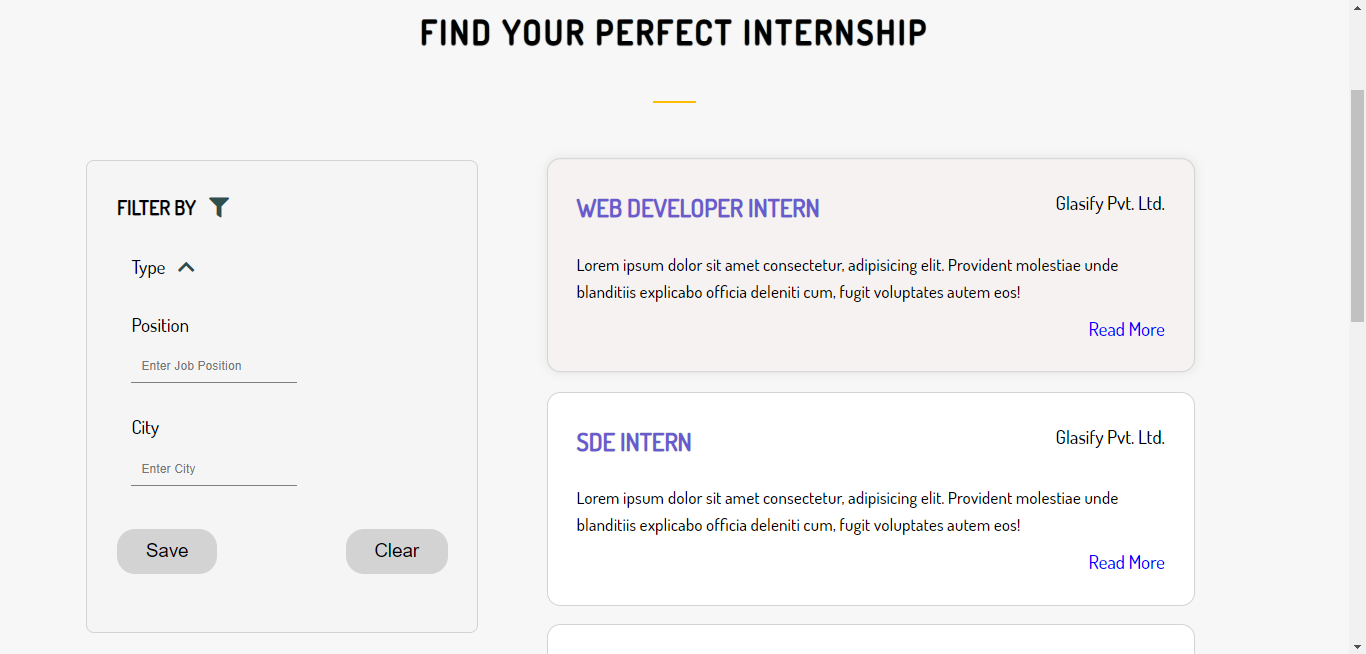 FIND YOUR PERFECT INTERNSHIP
FILTER BY
Type
Position
Enter Job Position
City
Enter City
Save
Clear
WEB DEVELOPER INTERN
Glasify Pvt. Ltd.
Lorem ipsum dolor sit amet consectetur, adipisicing elit. Provident molestiae unde
blanditiis explicabo officia deleniti cum, fugit voluptates autem eos!
Read More
SDE INTERN
Glasify Pvt. Ltd.
Lorem ipsum dolor sit amet consectetur, adipisicing elit. Provident molestiae unde
blanditiis explicabo officia deleniti cum, fugit voluptates autem eos!
Read More